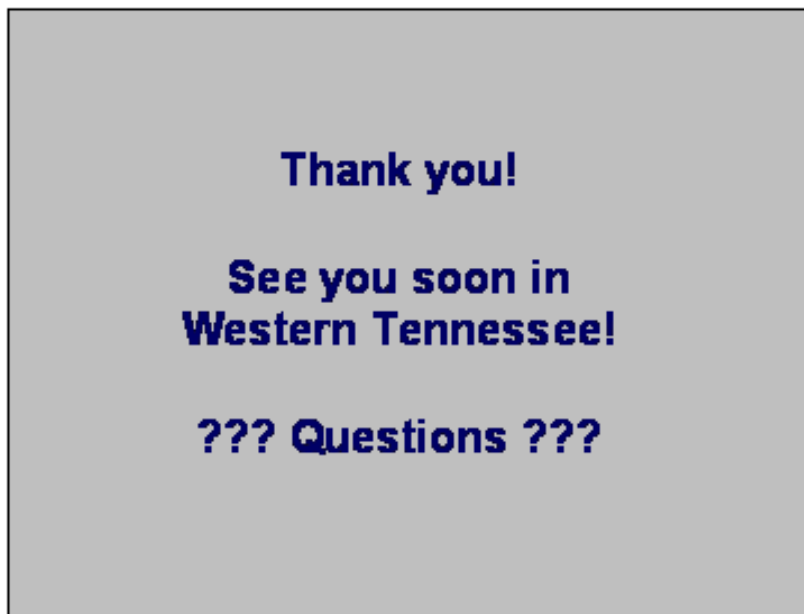 Thank you!
See you soon in
Western Tennessee!
??? Questions ???